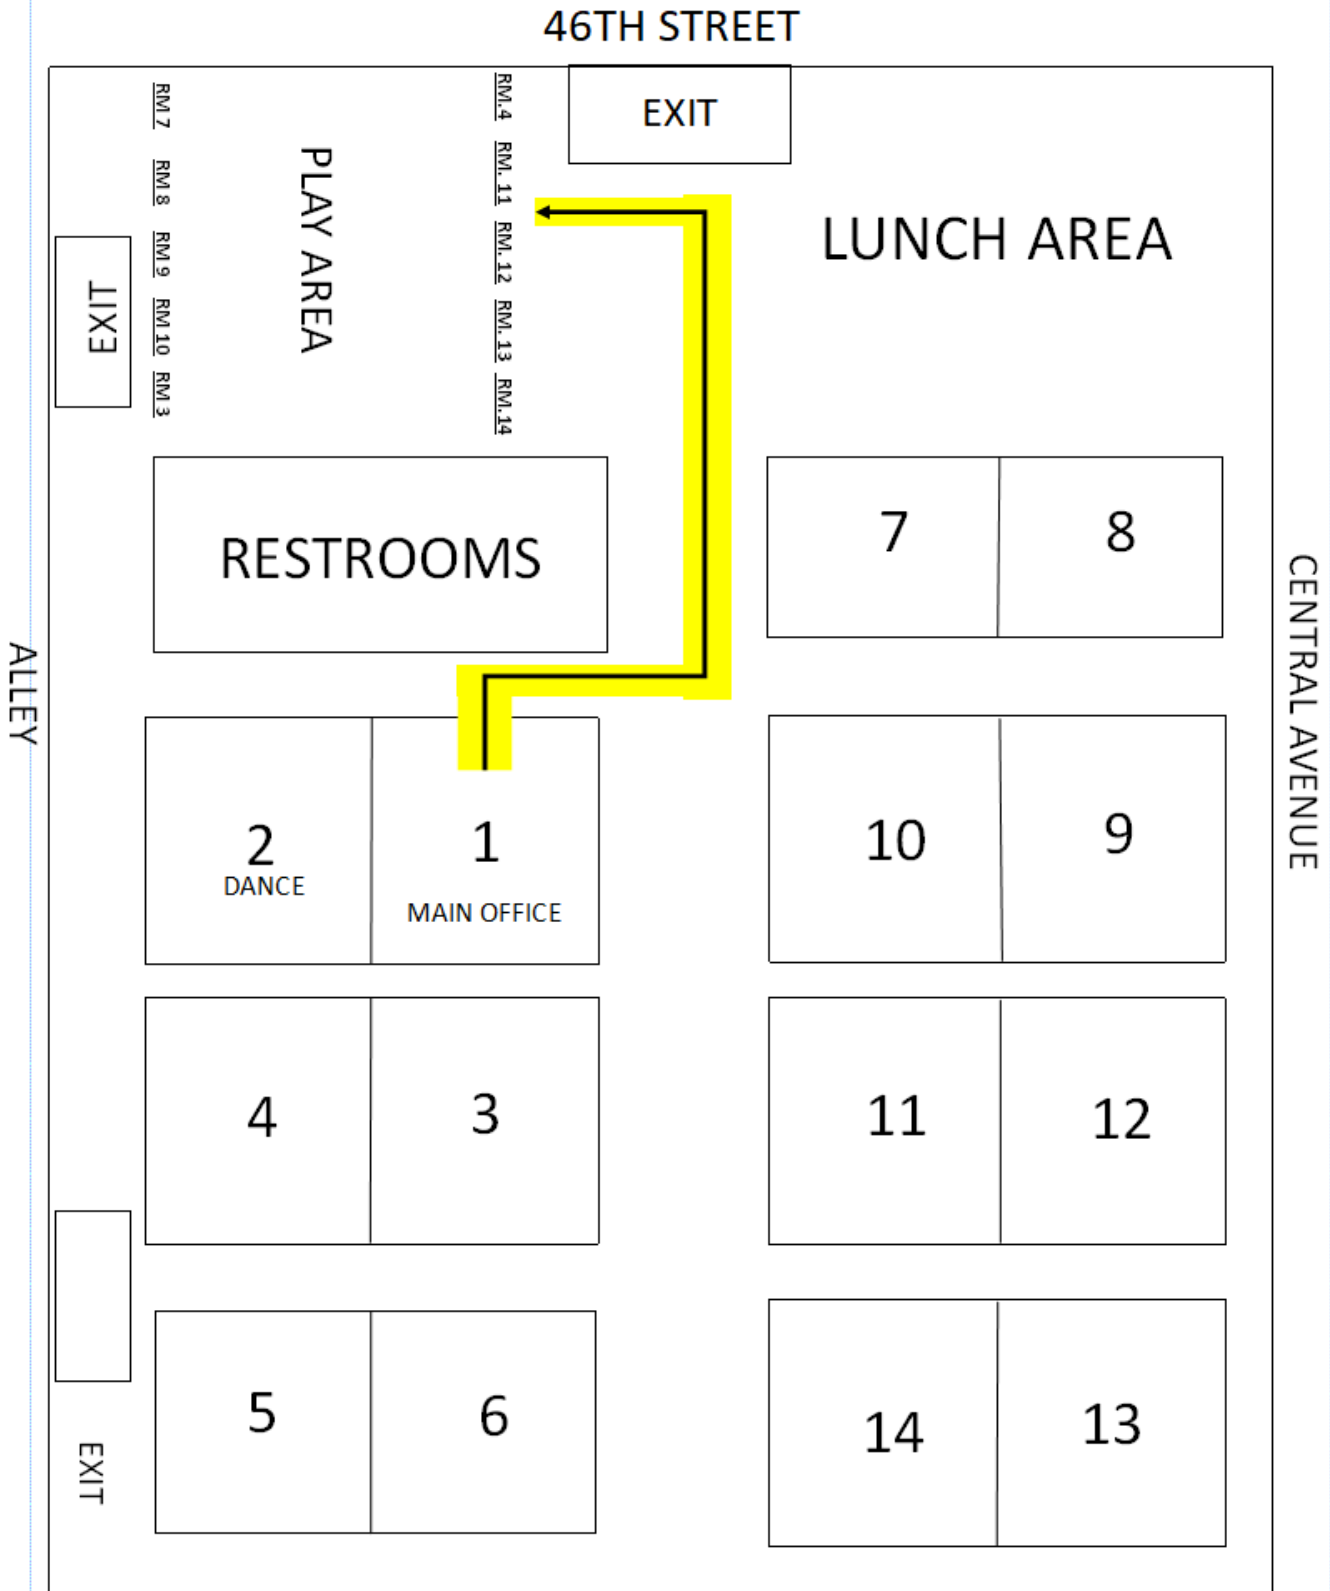 46TH STREET
EXIT
RM 7
RM 8
RM 9
RM 10
RM 3
PLAY AREA
RM.4
RM. 11
RM. 12
RM. 13
RM.14
LUNCH AREA
EXIT
RESTROOMS
7
8
ALLEY
CENTRAL AVENUE
2
DANCE
1
MAIN OFFICE
10
9
4
3
11
12
5
6
14
13
EXIT